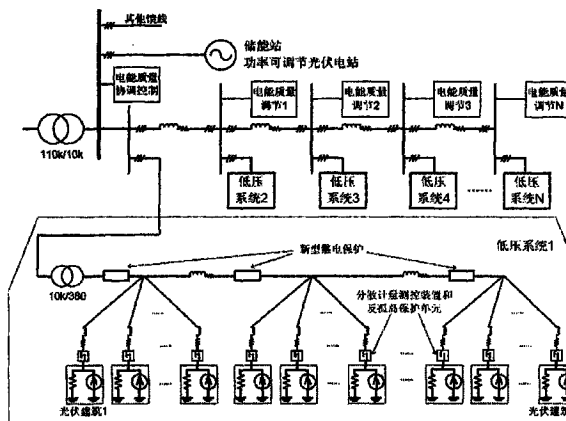 其他馈线
储能站
功率可调节光伏电站
电能质量
协调控制
电能质量
调节1
电能质量
调节2
电能质量
调节3
电能质量
调节N
110k/10k
低压
系统2
低压
系统3
低压
系统4
......
低压
系统N
低压系统1
新型继电保护
10k/380
分散计量测控装置和
反孤岛保护单元
光伏建筑1
光伏建筑